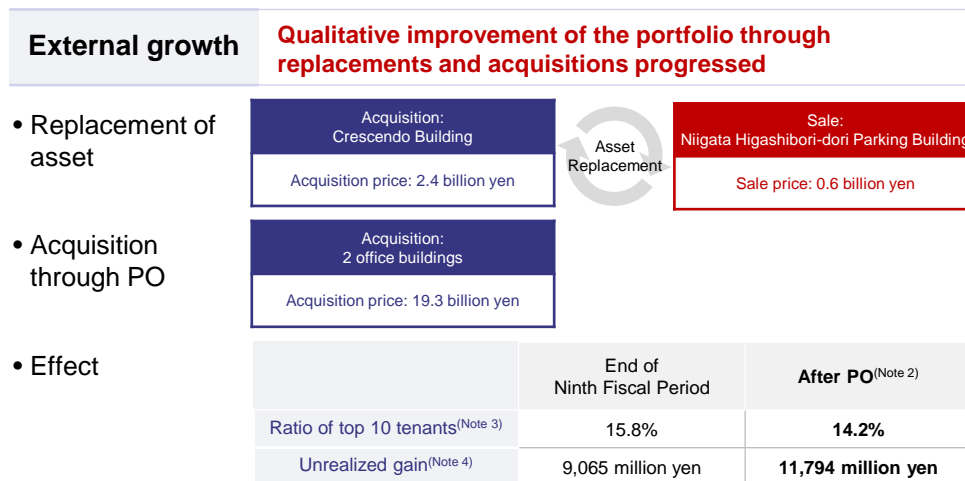 External growth
Qualitative improvement of the portfolio through
replacements and acquisitions progressed
• Replacement of
asset
Acquisition:
Crescendo Building
Acquisition price: 2.4 billion yen
Asset
Replacement
Sale:
Niigata Higashibori-dori Parking Building
Sale price: 0.6 billion yen
• Acquisition
through PO
Acquisition:
2 office buildings
Acquisition price: 19.3 billion yen
• Effect
End of
Ninth Fiscal Period
After PO(Note 2)
Ratio of top 10 tenants(Note 3)
15.8%
14.2%
Unrealized gain(Note 4)
9,065 million yen
11,794 million yen